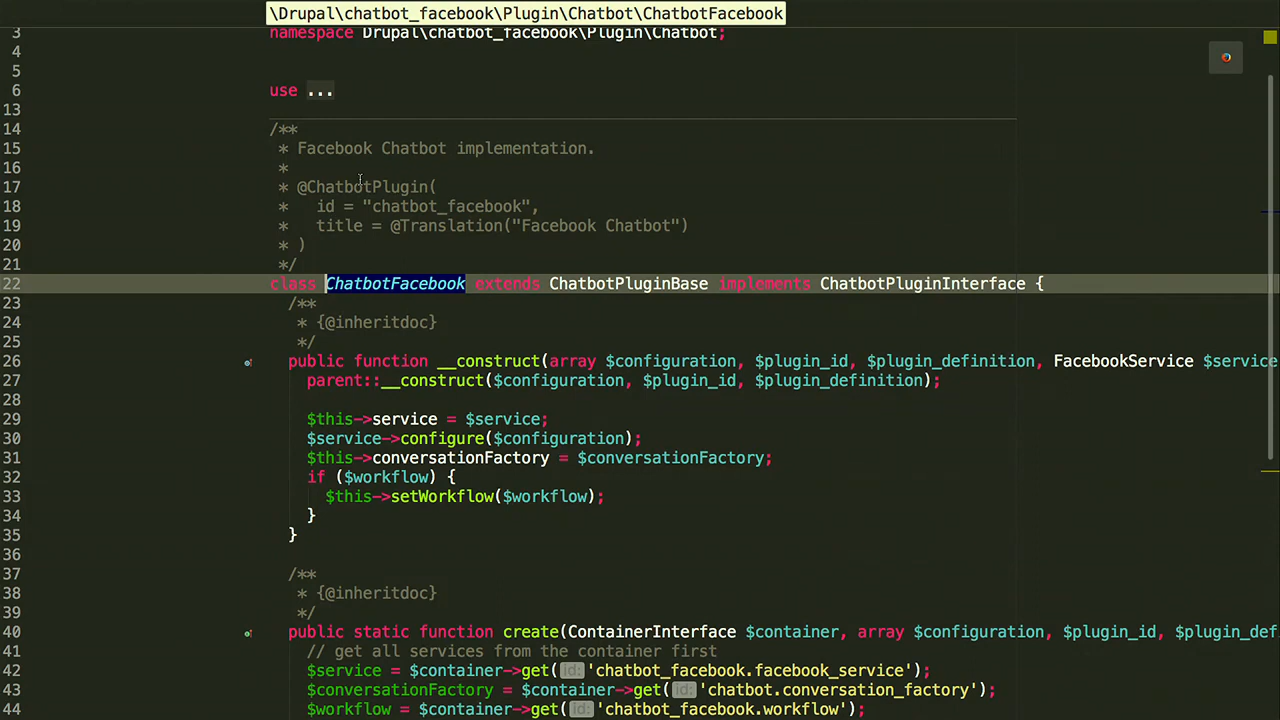 \Drupal\chatbot_facebook\Plugin\Chatbot\ChatbotFacebook
3 namespace Drupal\chatbot_facebook\Plugin\Chatbot;
4
5
6 use ...
13
14 /**
15  * Facebook Chatbot implementation.
16  *
17  * @ChatbotPlugin(
18  *   id = "chatbot_facebook",
19  *   title = @Translation("Facebook Chatbot")
20  * )
21  */
22 class ChatbotFacebook extends ChatbotPluginBase implements ChatbotPluginInterface {
23   /**
24    * {@inheritdoc}
25    */
26   public function __construct(array $configuration, $plugin_id, $plugin_definition, FacebookService $service
27     parent::__construct($configuration, $plugin_id, $plugin_definition);
28
29     $this->service = $service;
30     $service->configure($configuration);
31     $this->conversationFactory = $conversationFactory;
32     if ($workflow) {
33       $this->setWorkflow($workflow);
34     }
35   }
36
37   /**
38    * {@inheritdoc}
39    */
40   public static function create(ContainerInterface $container, array $configuration, $plugin_id, $plugin_def
41     // get all services from the container first
42     $service = $container->get( id: 'chatbot_facebook.facebook_service');
43     $conversationFactory = $container->get( id: 'chatbot.conversation_factory');
44     $workflow = $container->get( id: 'chatbot_facebook.workflow');